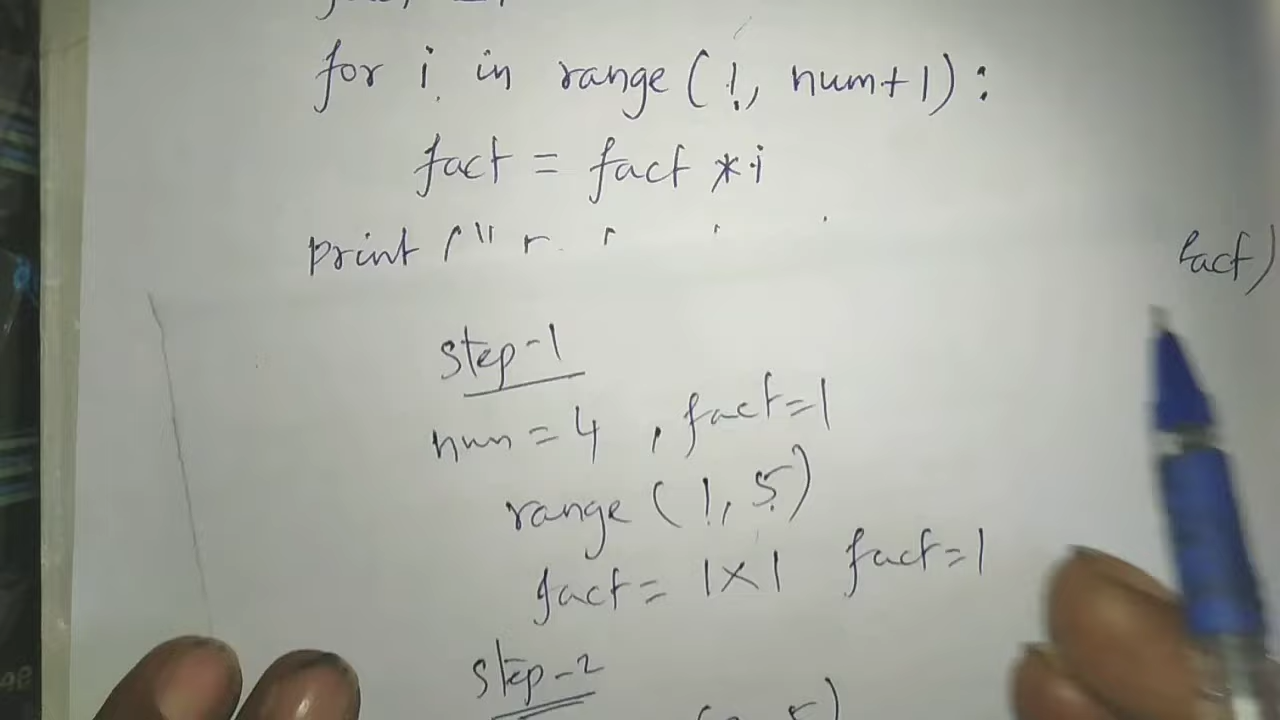 for i in range(1, num+1):
fact = fact *i
print (" fact)
step-1
num = 4 , fact=1
range (1, 5)
fact = 1×1 fact=1
step-2
5)